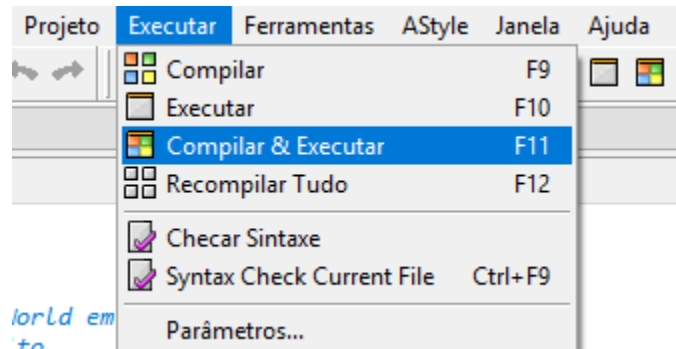 Projeto Executar Ferramentas AStyle Janela Ajuda
Compilar F9
Executar F10
Compilar & Executar F11
Recompilar Tudo F12
Checar Sintaxe
Syntax Check Current File Ctrl+F9
World em
Parâmetros...